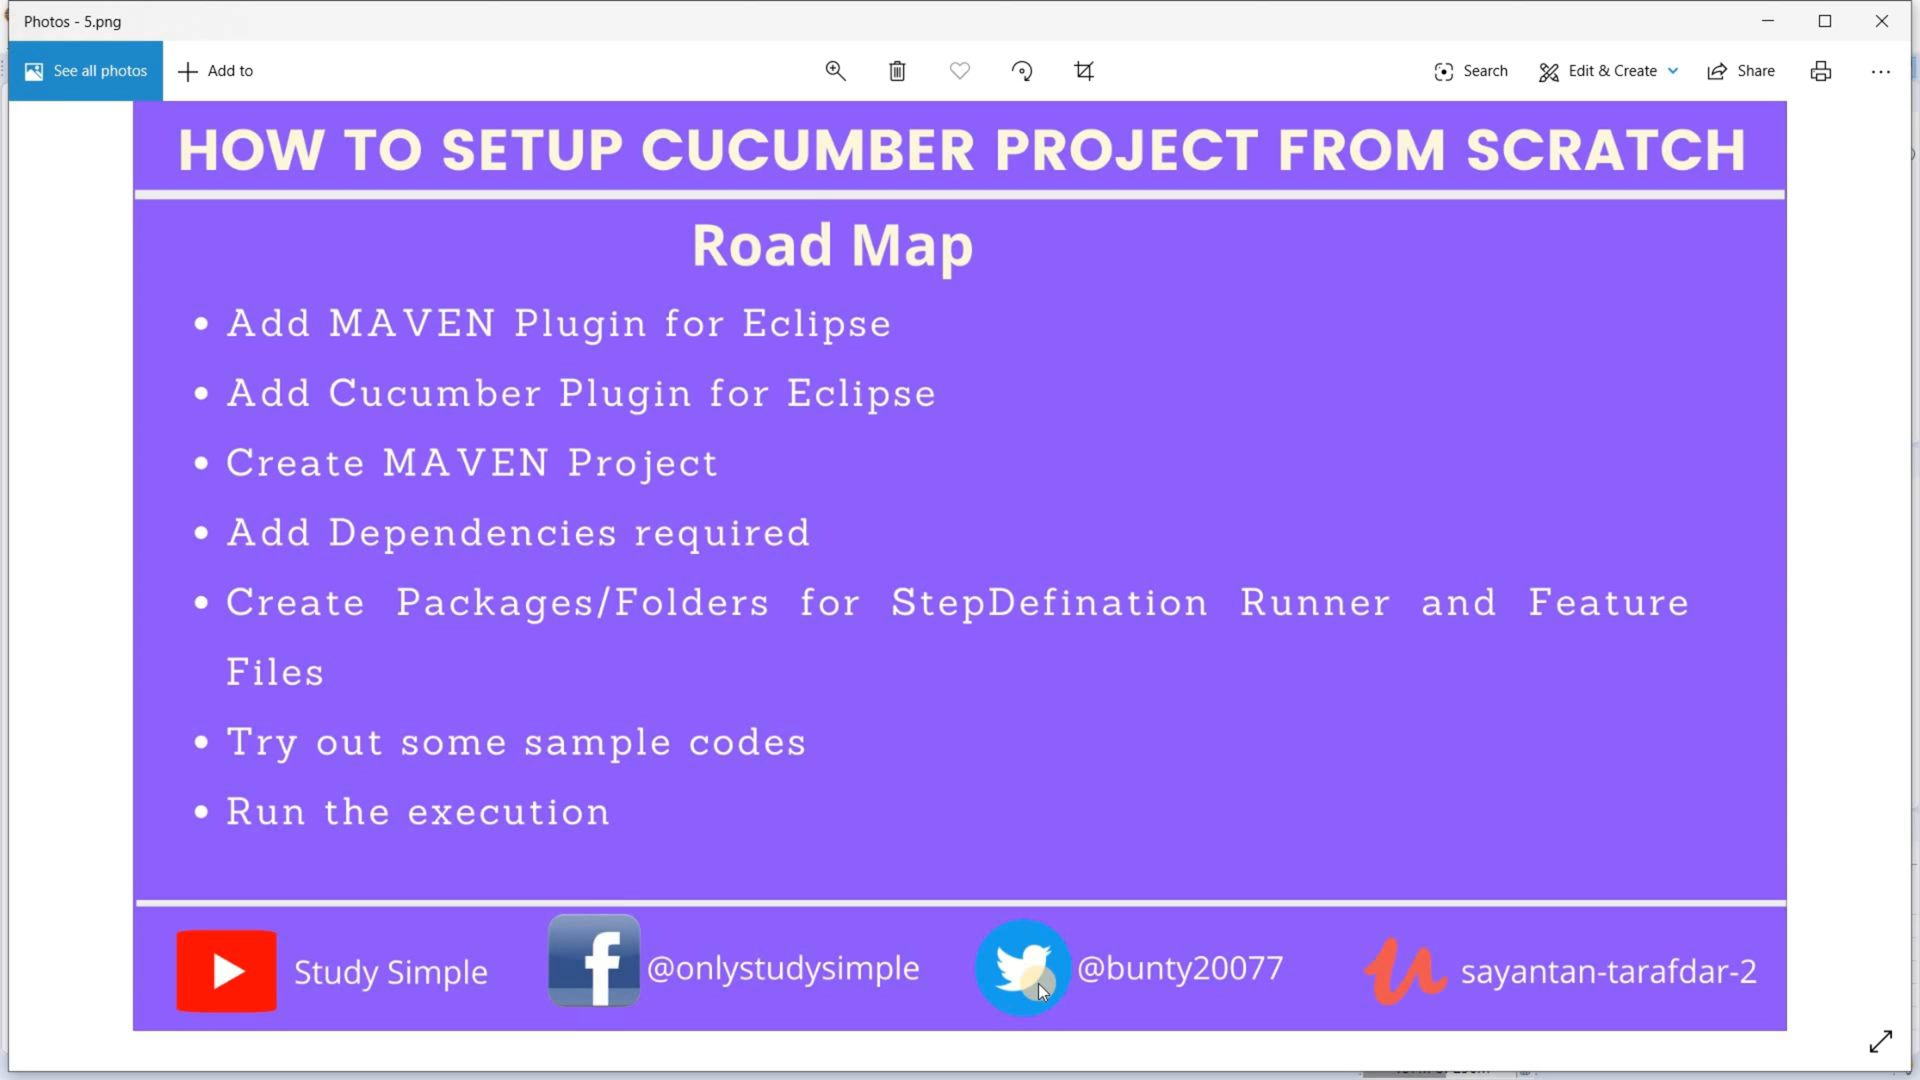 Photos - 5.png
See all photos
Add to
Search
Edit & Create
Share
HOW TO SETUP CUCUMBER PROJECT FROM SCRATCH
Road Map
• Add MAVEN Plugin for Eclipse
• Add Cucumber Plugin for Eclipse
• Create MAVEN Project
• Add Dependencies required
• Create Packages/Folders for StepDefination Runner and Feature
Files
• Try out some sample codes
• Run the execution
Study Simple
@onlystudysimple
@bunty20077
sayantan-tarafdar-2